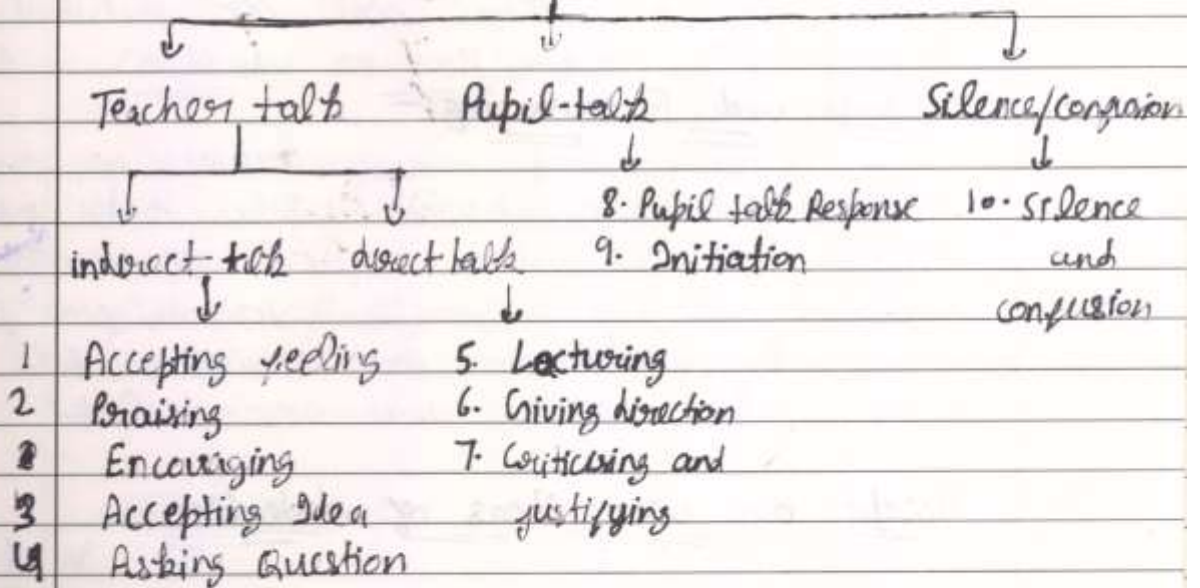 Teacher talk Pupil-talk Silence/confusion
8. Pupil talk Response 10. Silence
indirect talk direct talk 9. Initiation and
confusion
1 Accepting feeling 5. Lecturing
2 Praising 6. Giving direction
Encouraging 7. Criticising and
3 Accepting Idea justifying
4 Asking Question